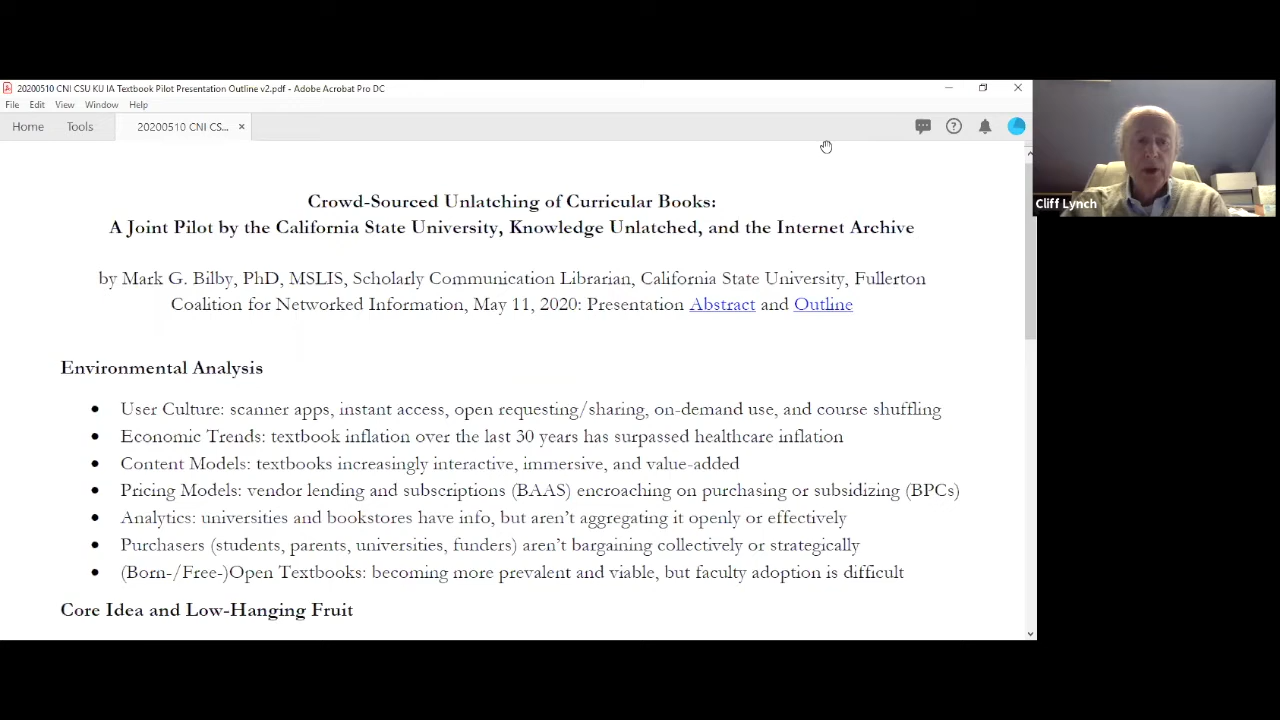 20200510 CNI CSU KU IA Textbook Pilot Presentation Outline v2.pdf - Adobe Acrobat Pro DC
File Edit View Window Help
Home Tools 20200510 CNI CS... ×
Crowd-Sourced Unlatching of Curricular Books:
A Joint Pilot by the California State University, Knowledge Unlatched, and the Internet Archive
by Mark G. Bilby, PhD, MSLIS, Scholarly Communication Librarian, California State University, Fullerton
Coalition for Networked Information, May 11, 2020: Presentation Abstract and Outline
Environmental Analysis
• User Culture: scanner apps, instant access, open requesting/sharing, on-demand use, and course shuffling
• Economic Trends: textbook inflation over the last 30 years has surpassed healthcare inflation
• Content Models: textbooks increasingly interactive, immersive, and value-added
• Pricing Models: vendor lending and subscriptions (BAAS) encroaching on purchasing or subsidizing (BPCs)
• Analytics: universities and bookstores have info, but aren’t aggregating it openly or effectively
• Purchasers (students, parents, universities, funders) aren’t bargaining collectively or strategically
• (Born-/Free-)Open Textbooks: becoming more prevalent and viable, but faculty adoption is difficult
Core Idea and Low-Hanging Fruit
Cliff Lynch